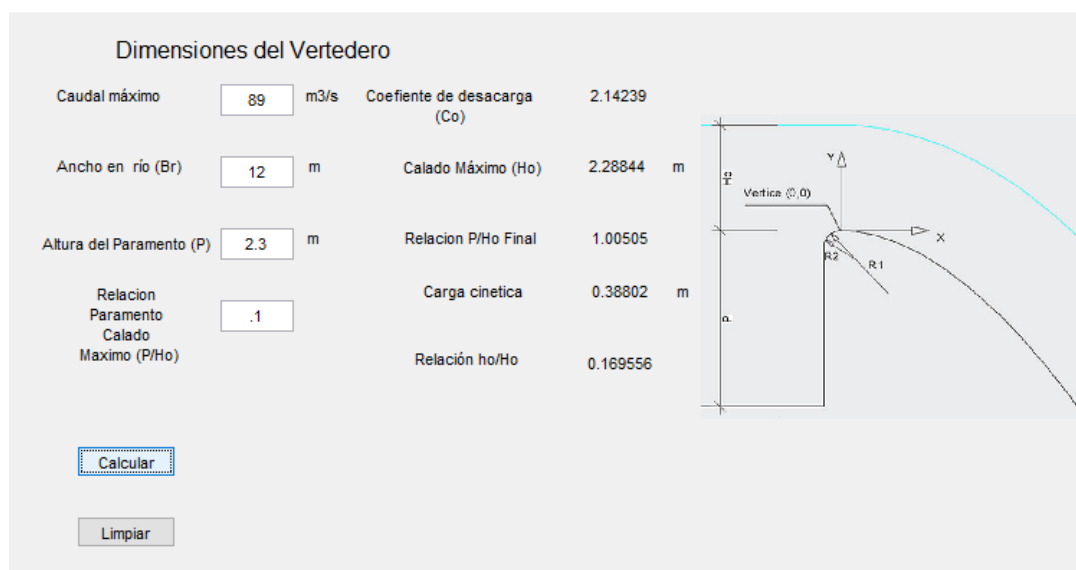 Dimensiones del Vertedero
Caudal máximo 89 m3/s Coefiente de desacarga 2.14239
(Co)
Ancho en río (Br) 12 m Calado Máximo (Ho) 2.28844 m
Altura del Paramento (P) 2.3 m Relacion P/Ho Final 1.00505
Relacion
Paramento
Calado
Maximo (P/Ho)
.1
Carga cinetica 0.38802 m
Relación ho/Ho 0.169556
Calcular
Limpiar
Ho
Y
Vertice (0,0)
X
R2
R1
P